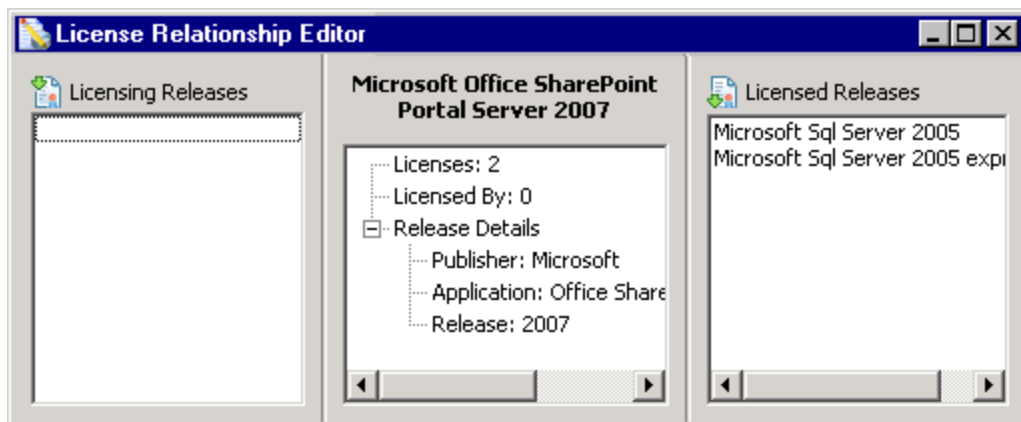 License Relationship Editor
Licensing Releases
Microsoft Office SharePoint
Portal Server 2007
Licenses: 2
Licensed By: 0
Release Details
Publisher: Microsoft
Application: Office Share
Release: 2007
Licensed Releases
Microsoft Sql Server 2005
Microsoft Sql Server 2005 expr